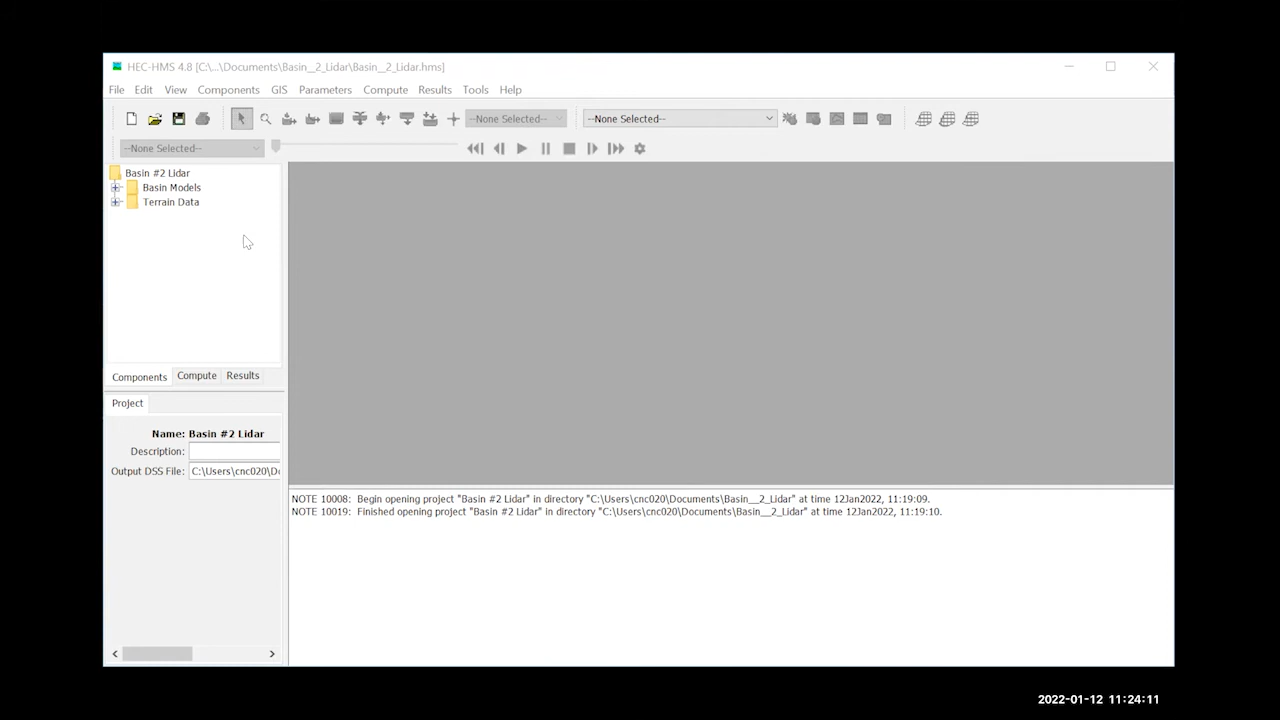 HEC-HMS 4.8 [C:\...\Documents\Basin__2_Lidar\Basin__2_Lidar.hms]
File Edit View Components GIS Parameters Compute Results Tools Help
--None Selected-- --None Selected--
--None Selected--
Basin #2 Lidar
Basin Models
Terrain Data
Components Compute Results
Project
Name: Basin #2 Lidar
Description:
Output DSS File: C:\Users\cnc020\Do
NOTE 10008: Begin opening project "Basin #2 Lidar" in directory "C:\Users\cnc020\Documents\Basin__2_Lidar" at time 12Jan2022, 11:19:09.
NOTE 10019: Finished opening project "Basin #2 Lidar" in directory "C:\Users\cnc020\Documents\Basin__2_Lidar" at time 12Jan2022, 11:19:10.
2022-01-12 11:24:11